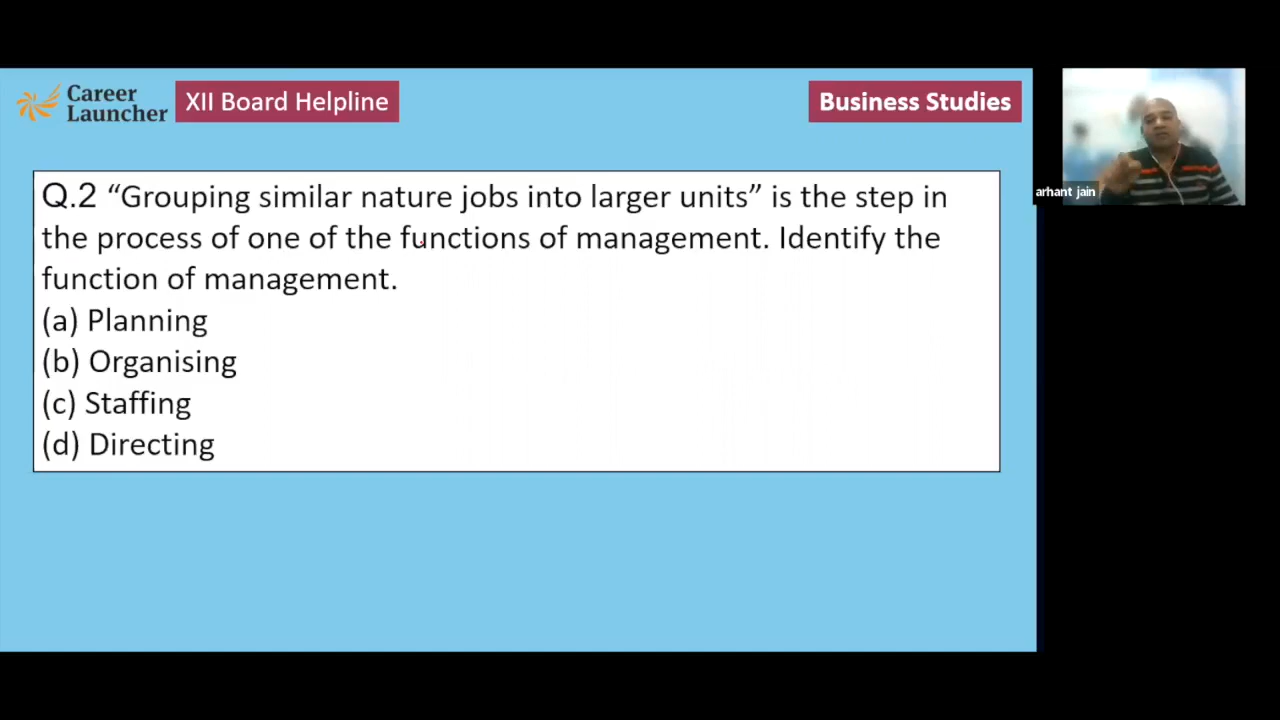 Career
Launcher
XII Board Helpline
Business Studies
arhant jain
Q.2 “Grouping similar nature jobs into larger units” is the step in
the process of one of the functions of management. Identify the
function of management.
(a) Planning
(b) Organising
(c) Staffing
(d) Directing